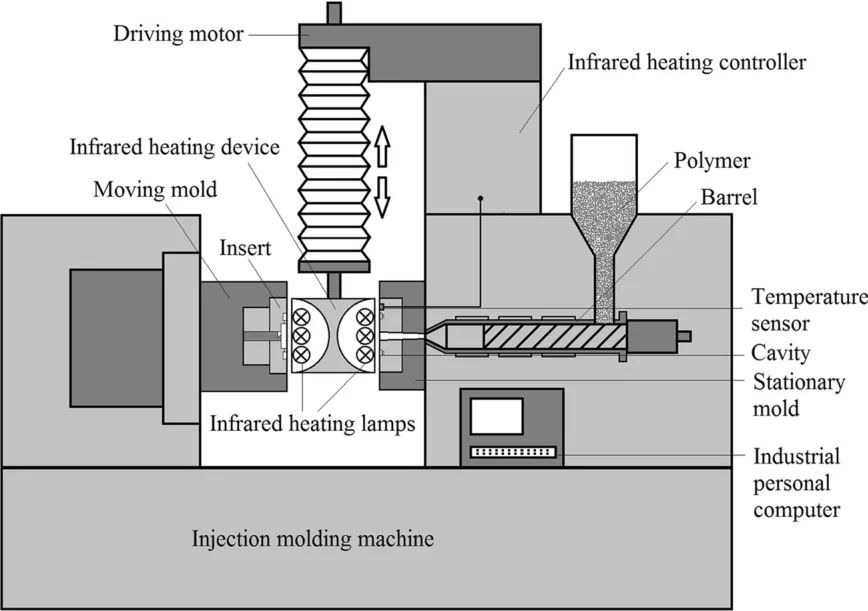 Driving motor
Infrared heating controller
Infrared heating device
Polymer
Moving mold
Barrel
Insert
Temperature
sensor
Cavity
Stationary
mold
Infrared heating lamps
Industrial
personal
computer
Injection molding machine